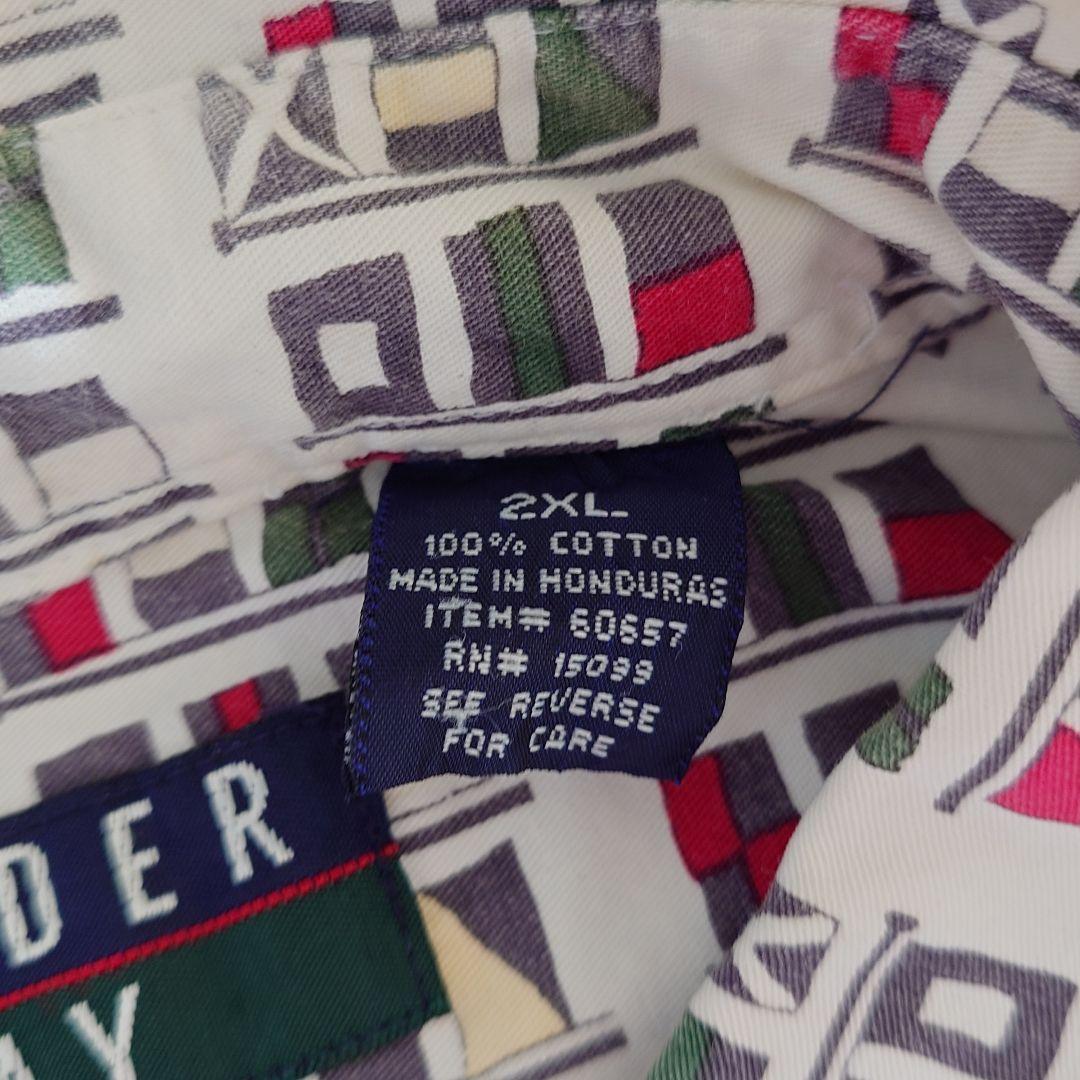 2XL
100% COTTON
MADE IN HONDURAS
ITEM# 60657
RN# 15099
SEE REVERSE
FOR CARE
DER
AY